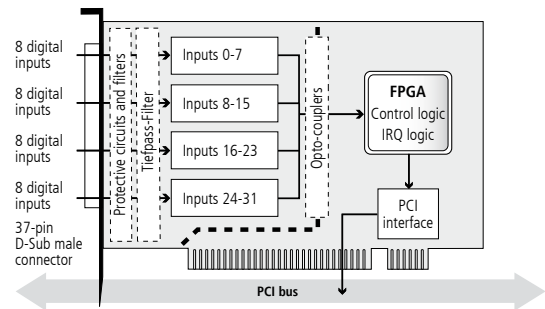 8 digital
inputs
8 digital
inputs
8 digital
inputs
8 digital
inputs
37-pin
D-Sub male
connector
Protective circuits and filters
Tiefpass-Filter
Inputs 0-7
Inputs 8-15
Inputs 16-23
Inputs 24-31
Opto-couplers
FPGA
Control logic
IRQ logic
PCI
interface
PCI bus